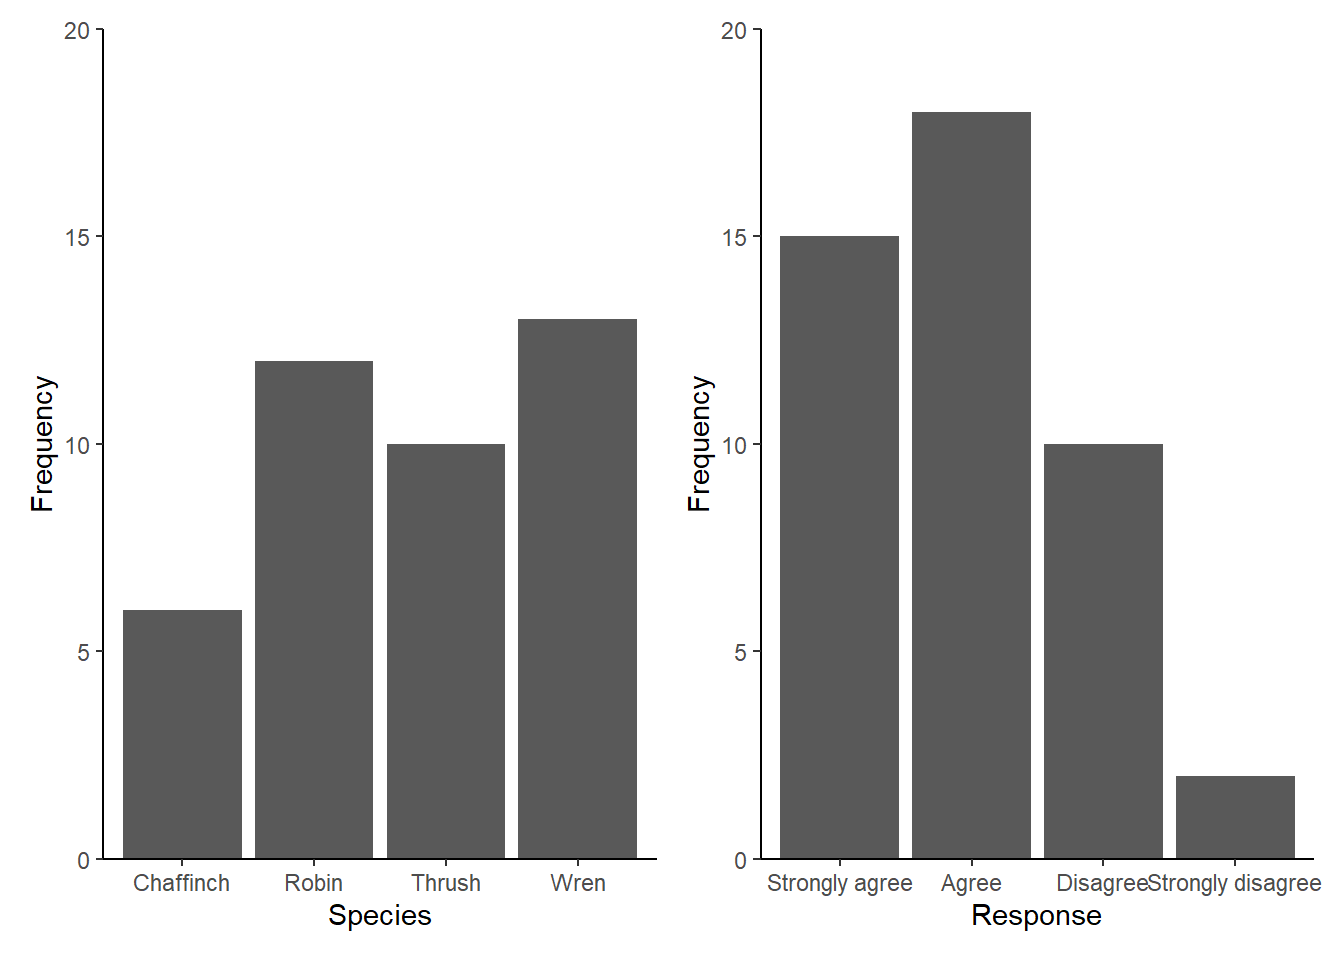 Frequency
20
15
10
5
0
Chaffinch Robin Thrush Wren
Species
Frequency
20
15
10
5
0
Strongly agree Agree Disagree Strongly disagree
Response